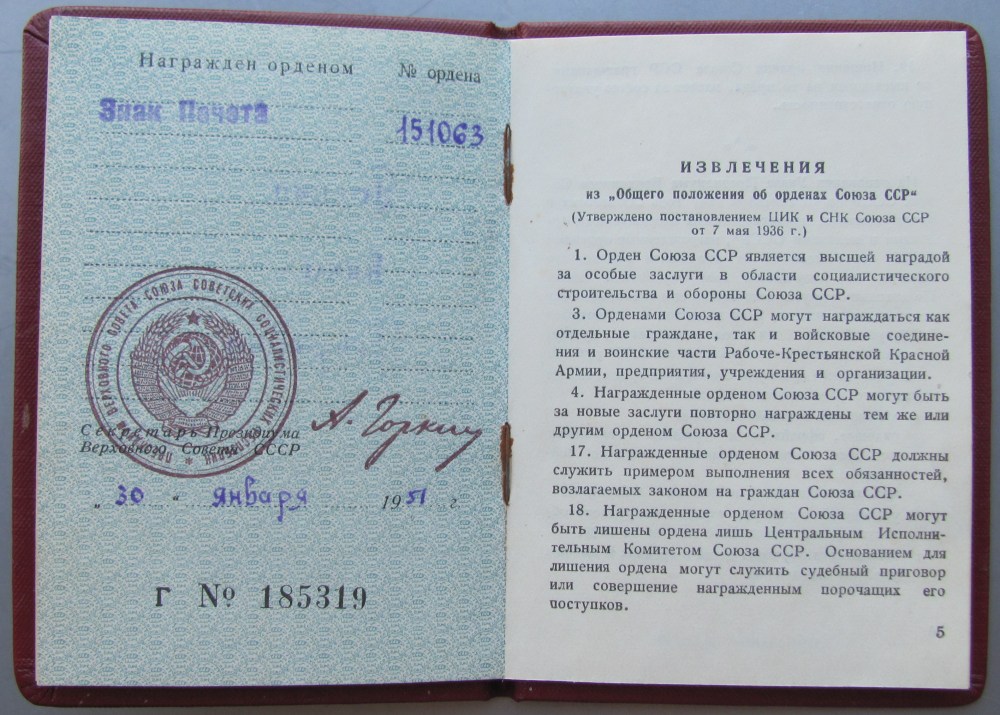 Награжден орденом
№ ордена
Знак Почета
151063
ПРЕЗИДИУМ ВЕРХОВНОГО СОВЕТА СОЮЗА СОВЕТСКИХ СОЦИАЛИСТИЧЕСКИХ РЕСПУБЛИК
Секретарь Президиума
Верховного Совета СССР
А. Горкин
„30“ января 1951 г.
Г № 185319
ИЗВЛЕЧЕНИЯ
из „Общего положения об орденах Союза ССР“
(Утверждено постановлением ЦИК и СНК Союза ССР
от 7 мая 1936 г.)
1. Орден Союза ССР является высшей наградой
за особые заслуги в области социалистического
строительства и обороны Союза ССР.
3. Орденами Союза ССР могут награждаться как
отдельные граждане, так и войсковые соедине-
ния и воинские части Рабоче-Крестьянской Красной
Армии, предприятия, учреждения и организации.
4. Награжденные орденом Союза ССР могут быть
за новые заслуги повторно награждены тем же или
другим орденом Союза ССР.
17. Награжденные орденом Союза ССР должны
служить примером выполнения всех обязанностей,
возлагаемых законом на граждан Союза ССР.
18. Награжденные орденом Союза ССР могут
быть лишены ордена лишь Центральным Исполни-
тельным Комитетом Союза ССР. Основанием для
лишения ордена могут служить судебный приговор
или совершение награжденным порочащих его
поступков.
5